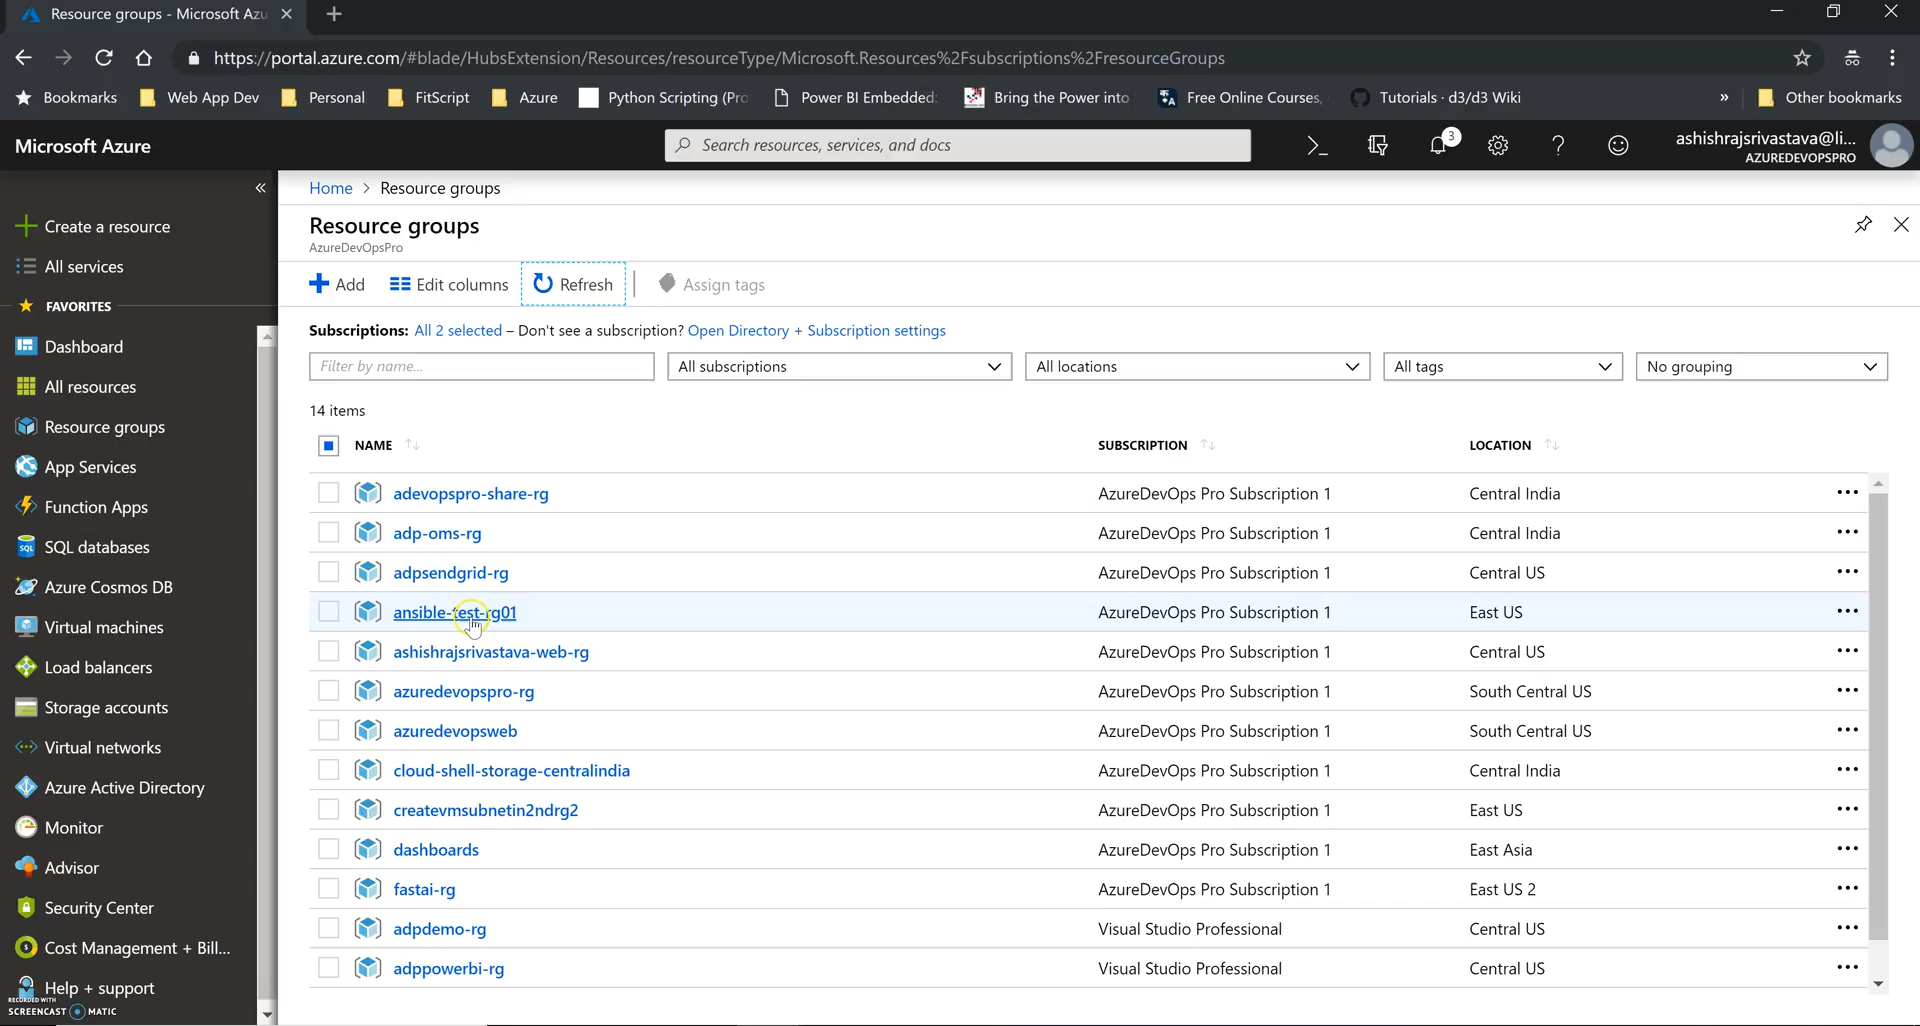 Resource groups - Microsoft Azu
https://portal.azure.com/#blade/HubsExtension/Resources/resourceType/Microsoft.Resources%2Fsubscriptions%2FresourceGroups
Bookmarks Web App Dev Personal FitScript Azure Python Scripting (Pro Power BI Embedded: Bring the Power into Free Online Courses, Tutorials · d3/d3 Wiki » Other bookmarks
Microsoft Azure
Search resources, services, and docs
3
ashishrajsrivastava@li...
AZUREDEVOPSPRO
«
Create a resource
All services
FAVORITES
Dashboard
All resources
Resource groups
App Services
Function Apps
SQL databases
Azure Cosmos DB
Virtual machines
Load balancers
Storage accounts
Virtual networks
Azure Active Directory
Monitor
Advisor
Security Center
Cost Management + Bill...
Help + support
RECORDED WITH
SCREENCAST MATIC
Home > Resource groups
Resource groups
AzureDevOpsPro
Add Edit columns Refresh Assign tags
Subscriptions: All 2 selected – Don't see a subscription? Open Directory + Subscription settings
Filter by name... All subscriptions All locations All tags No grouping
14 items
NAME SUBSCRIPTION LOCATION
adevopspro-share-rg AzureDevOps Pro Subscription 1 Central India
adp-oms-rg AzureDevOps Pro Subscription 1 Central India
adpsendgrid-rg AzureDevOps Pro Subscription 1 Central US
ansible-test-rg01 AzureDevOps Pro Subscription 1 East US
ashishrajsrivastava-web-rg AzureDevOps Pro Subscription 1 Central US
azuredevopspro-rg AzureDevOps Pro Subscription 1 South Central US
azuredevopsweb AzureDevOps Pro Subscription 1 South Central US
cloud-shell-storage-centralindia AzureDevOps Pro Subscription 1 Central India
createvmsubnetin2ndrg2 AzureDevOps Pro Subscription 1 East US
dashboards AzureDevOps Pro Subscription 1 East Asia
fastai-rg AzureDevOps Pro Subscription 1 East US 2
adpdemo-rg Visual Studio Professional Central US
adppowerbi-rg Visual Studio Professional Central US